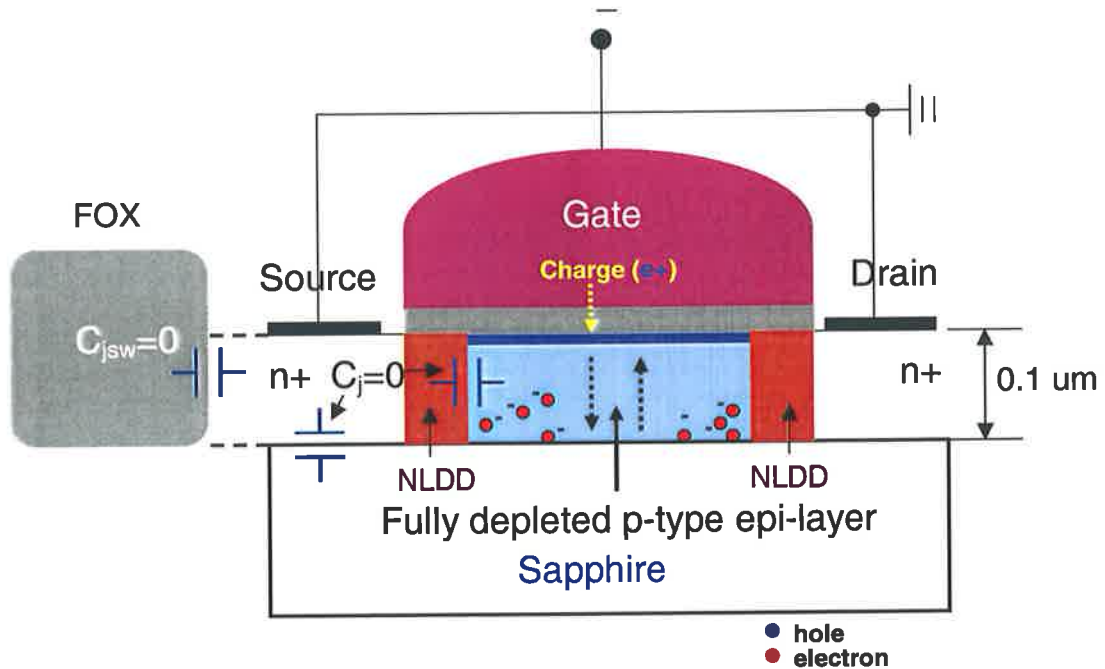 –
Gate
FOX
Charge (e+)
Source
Drain
Cjsw=0
n+
Cj=0
n+
0.1 um
NLDD
NLDD
Fully depleted p-type epi-layer
Sapphire
hole
electron